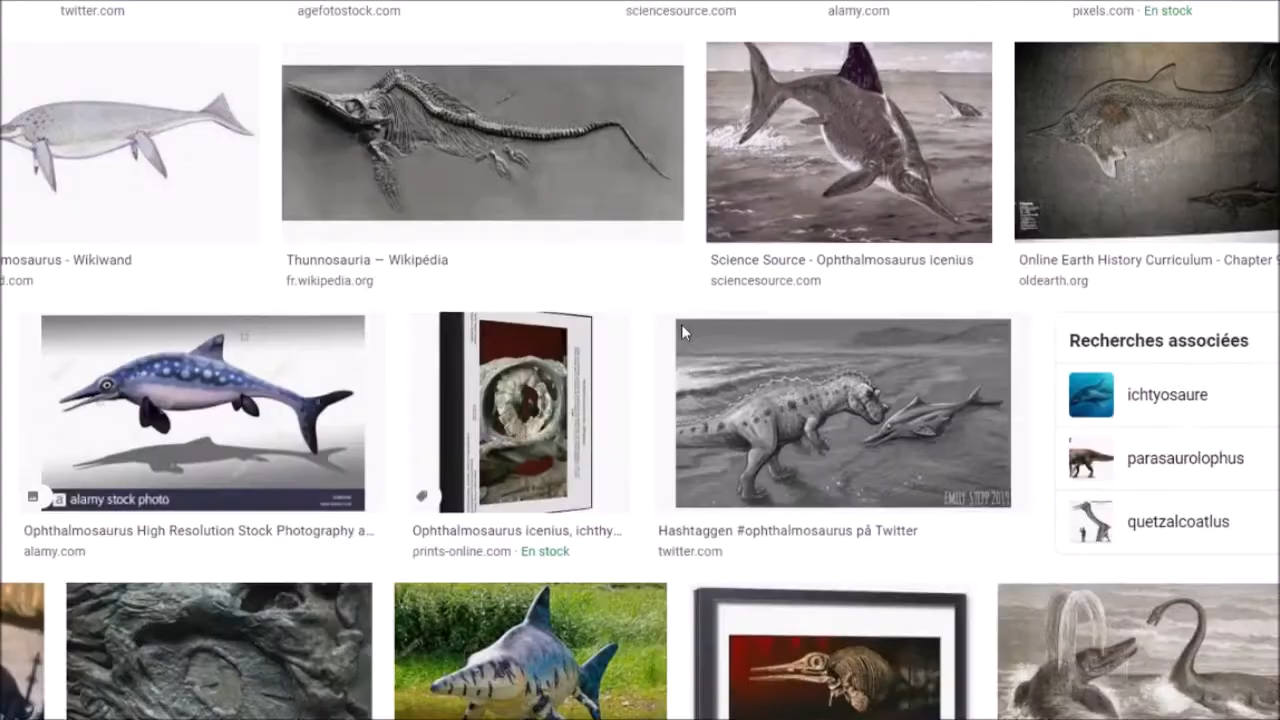 twitter.com
agefotostock.com
sciencesource.com
alamy.com
pixels.com · En stock
mosaurus - Wikiwand
d.com
Thunnosauria — Wikipédia
fr.wikipedia.org
Science Source - Ophthalmosaurus icenius
sciencesource.com
Online Earth History Curriculum - Chapter 9
oldearth.org
a alamy stock photo
EMILY STEPP 2019
Recherches associées
ichtyosaure
parasaurolophus
quetzalcoatlus
Ophthalmosaurus High Resolution Stock Photography a...
alamy.com
Ophthalmosaurus icenius, ichthy...
prints-online.com · En stock
Hashtaggen #ophthalmosaurus på Twitter
twitter.com